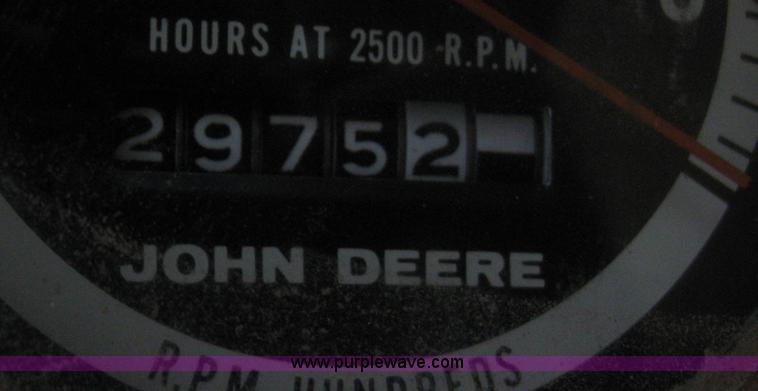 HOURS AT 2500 R.P.M.
29752
JOHN DEERE
R.P.M. HUNDREDS
www.purplewave.com